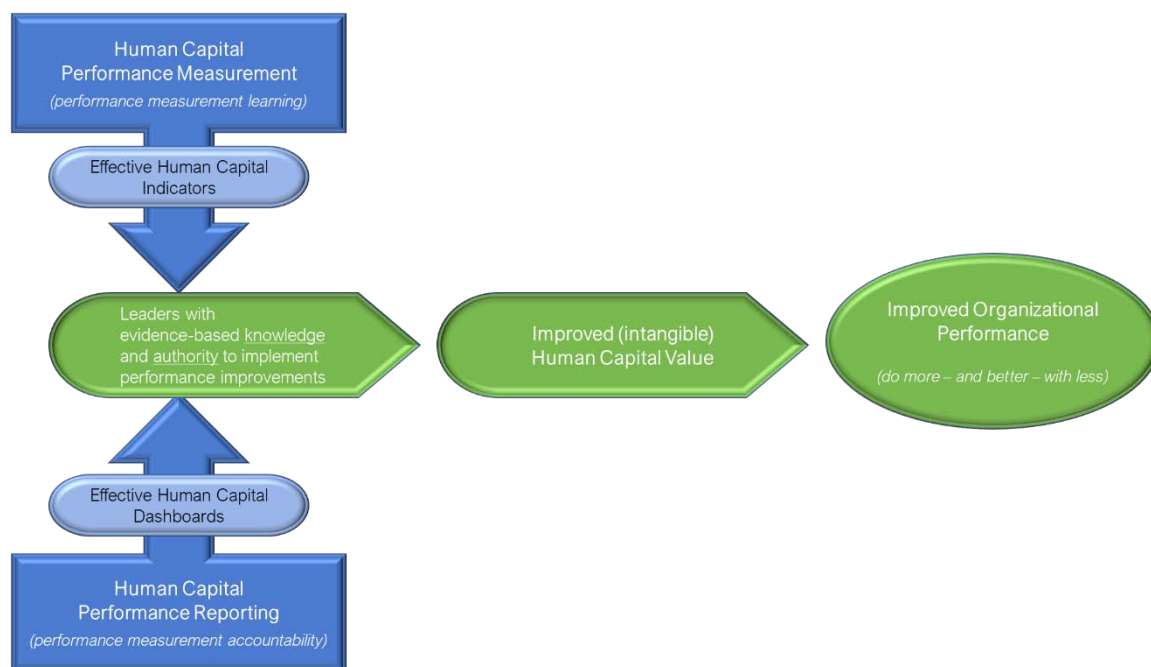 Human Capital
Performance Measurement
(performance measurement learning)
Effective Human Capital
Indicators
Leaders with
evidence-based knowledge
and authority to implement
performance improvements
Improved (intangible)
Human Capital Value
Improved Organizational
Performance
(do more – and better – with less)
Effective Human Capital
Dashboards
Human Capital
Performance Reporting
(performance measurement accountability)